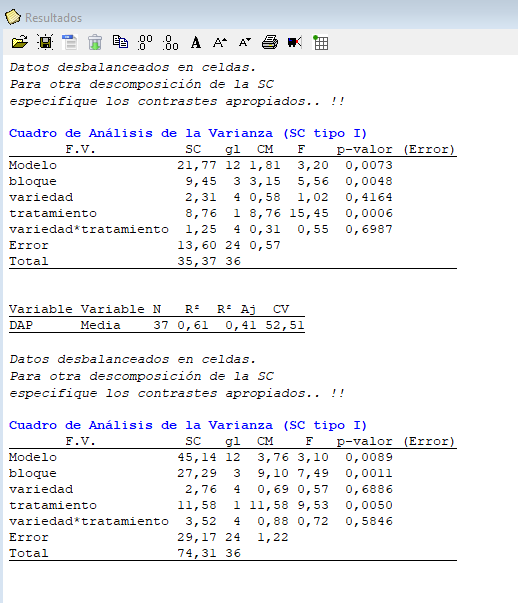 Resultados
Datos desbalanceados en celdas.
Para otra descomposición de la SC
especifique los contrastes apropiados.. !!
Cuadro de Análisis de la Varianza (SC tipo I)
F.V. SC gl CM F p-valor (Error)
Modelo 21,77 12 1,81 3,20 0,0073
bloque 9,45 3 3,15 5,56 0,0048
variedad 2,31 4 0,58 1,02 0,4164
tratamiento 8,76 1 8,76 15,45 0,0006
variedad*tratamiento 1,25 4 0,31 0,55 0,6987
Error 13,60 24 0,57
Total 35,37 36
Variable Variable N R² R² Aj CV
DAP Media 37 0,61 0,41 52,51
Datos desbalanceados en celdas.
Para otra descomposición de la SC
especifique los contrastes apropiados.. !!
Cuadro de Análisis de la Varianza (SC tipo I)
F.V. SC gl CM F p-valor (Error)
Modelo 45,14 12 3,76 3,10 0,0089
bloque 27,29 3 9,10 7,49 0,0011
variedad 2,76 4 0,69 0,57 0,6886
tratamiento 11,58 1 11,58 9,53 0,0050
variedad*tratamiento 3,52 4 0,88 0,72 0,5846
Error 29,17 24 1,22
Total 74,31 36